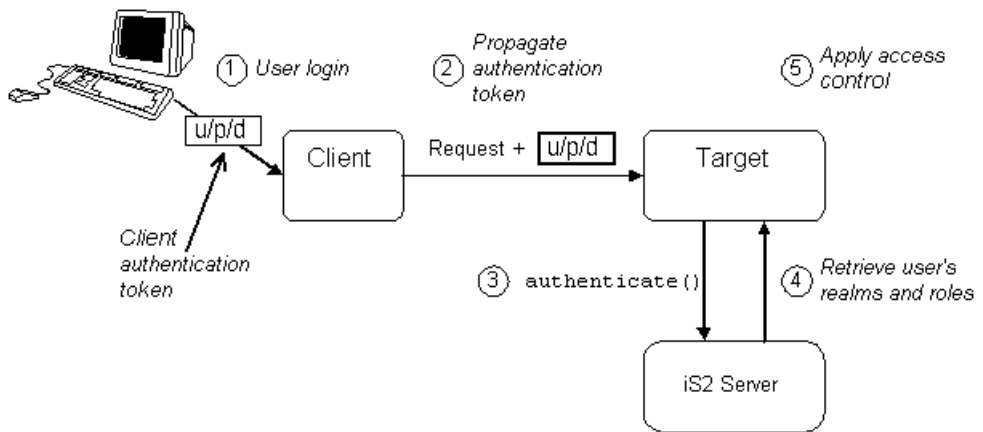 1 User login
2 Propagate
authentication
token
5 Apply access
control
u/p/d
Client
Request + u/p/d
Target
Client
authentication
token
3 authenticate()
4 Retrieve user's
realms and roles
iS2 Server